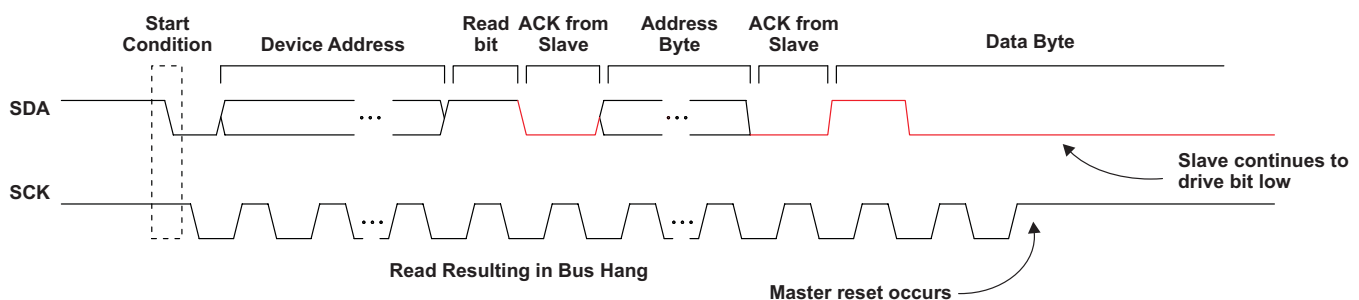 Start
Condition
Device Address
Read
bit
ACK from
Slave
Address
Byte
ACK from
Slave
Data Byte
SDA
...
...
Slave continues to
drive bit low
SCK
...
...
Read Resulting in Bus Hang
Master reset occurs